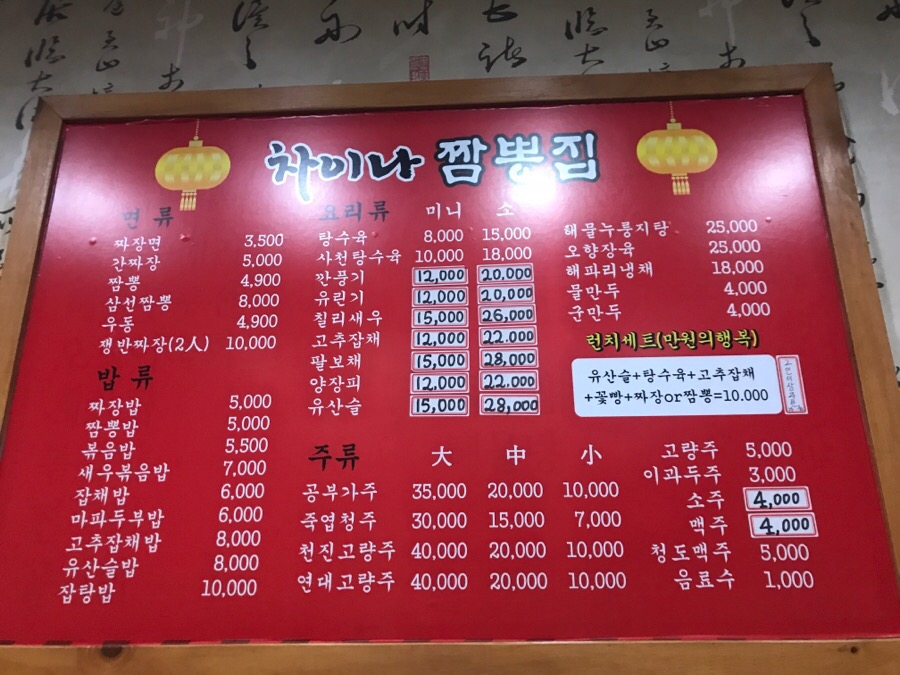 차이나 짬뽕집
면 류
짜장면 3,500
간짜장 5,000
짬뽕 4,900
삼선짬뽕 8,000
우동 4,900
쟁반짜장(2人) 10,000
밥 류
짜장밥 5,000
짬뽕밥 5,000
볶음밥 5,500
새우볶음밥 7,000
잡채밥 6,000
마파두부밥 6,000
고추잡채밥 8,000
유산슬밥 8,000
잡탕밥 10,000
요리류 미니 소
탕수육 8,000 15,000
사천탕수육 10,000 18,000
깐풍기 12,000 20,000
유린기 12,000 20,000
칠리새우 15,000 26,000
고추잡채 12,000 22,000
팔보채 15,000 28,000
양장피 12,000 22,000
유산슬 15,000 28,000
해물누룽지탕 25,000
오향장육 25,000
해파리냉채 18,000
물만두 4,000
군만두 4,000
런치세트(만원의행복)
유산슬+탕수육+고추잡채
+꽃빵+짜장or짬뽕=10.000
주류 大 中 小
공부가주 35,000 20,000 10,000
죽엽청주 30,000 15,000 7,000
천진고량주 40,000 20,000 10,000
연대고량주 40,000 20,000 10,000
고량주 5,000
이과두주 3,000
소주 4,000
맥주 4,000
청도맥주 5,000
음료수 1,000